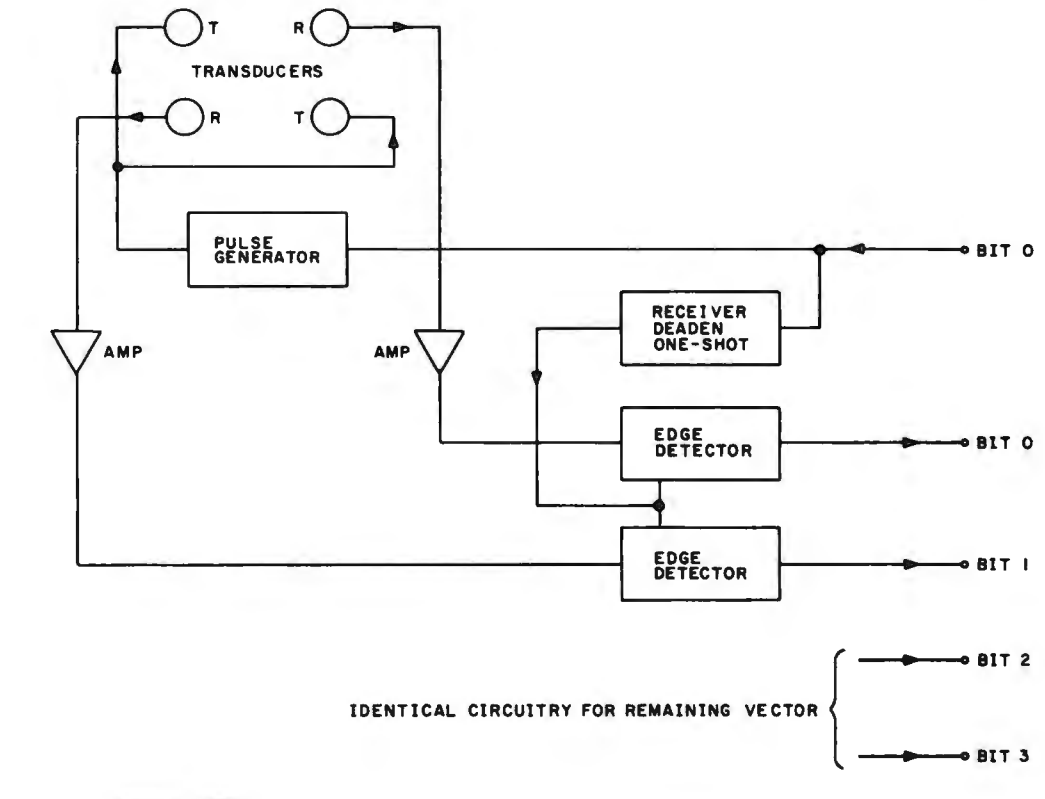 T R
TRANSDUCERS
R T
PULSE
GENERATOR
BIT 0
RECEIVER
DEADEN
ONE-SHOT
AMP
AMP
EDGE
DETECTOR
BIT 0
EDGE
DETECTOR
BIT 1
BIT 2
IDENTICAL CIRCUITRY FOR REMAINING VECTOR
BIT 3